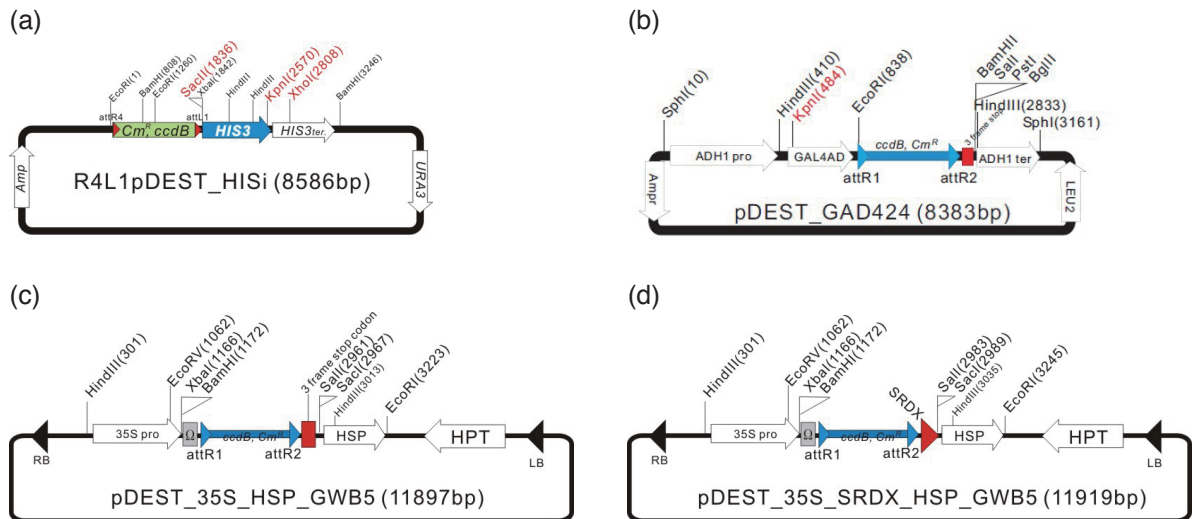 (a)
EcoRI(1)
BamHI(808)
EcoRI(1260)
SacII(1836)
XbaI(1842)
HindIII
HindIII
KpnI(2570)
XhoI(2808)
BamHI(3246)
attR4
attL1
CmR, ccdB
HIS3
HIS3ter.
Amp
URA3
R4L1pDEST_HISi (8586bp)
(b)
SphI(10)
HindIIII(410)
KpnI(484)
EcoRI(838)
BamHII
SalI
PstI
BglII
HindIII(2833)
SphI(3161)
3 frame stop
ADH1 pro
GAL4AD
ccdB, CmR
ADH1 ter
attR1
attR2
Ampr
LEU2
pDEST_GAD424 (8383bp)
(c)
HindIII(301)
EcoRV(1062)
XbaI(1166)
BamHI(1172)
3 frame stop codon
SalI(2961)
SacI(2967)
HindIII(3013)
EcoRI(3223)
35S pro
Ω
ccdB, CmR
HSP
HPT
RB
attR1
attR2
LB
pDEST_35S_HSP_GWB5 (11897bp)
(d)
HindIII(301)
EcoRV(1062)
XbaI(1166)
BamHI(1172)
SRDX
SalI(2983)
SacI(2989)
HindIII(3035)
EcoRI(3245)
35S pro
Ω
ccdB, CmR
HSP
HPT
RB
attR1
attR2
LB
pDEST_35S_SRDX_HSP_GWB5 (11919bp)